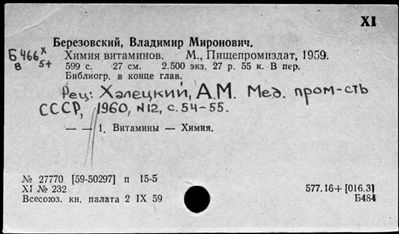 XI
Березовский, Владимир Миронович.
Б466х
Химия витаминов. М., Пищепромиздат, 1959.
в 5+
599 с. 27 см. 2.500 экз. 27 р. 55 к. В пер.
Библиогр. в конце глав.
Рец: Халецкий, А.М. Мед. пром-сть
СССР, 1960, №12, с. 54-55.
— — 1. Витамины — Химия.
№ 27770 [59-50297] п 15-5
XI № 232
577.16+[016.3]
Всесоюз. кн. палата 2 IX 59
Б484